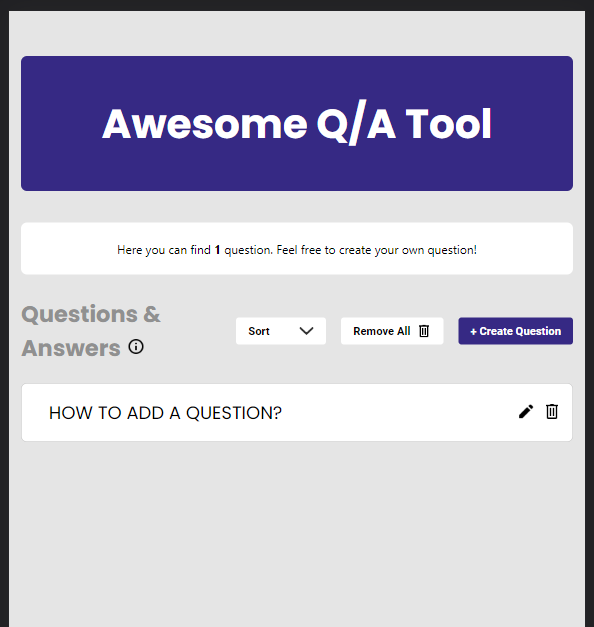 Awesome Q/A Tool
Here you can find 1 question. Feel free to create your own question!
Questions &
Answers
Sort
Remove All
+ Create Question
HOW TO ADD A QUESTION?